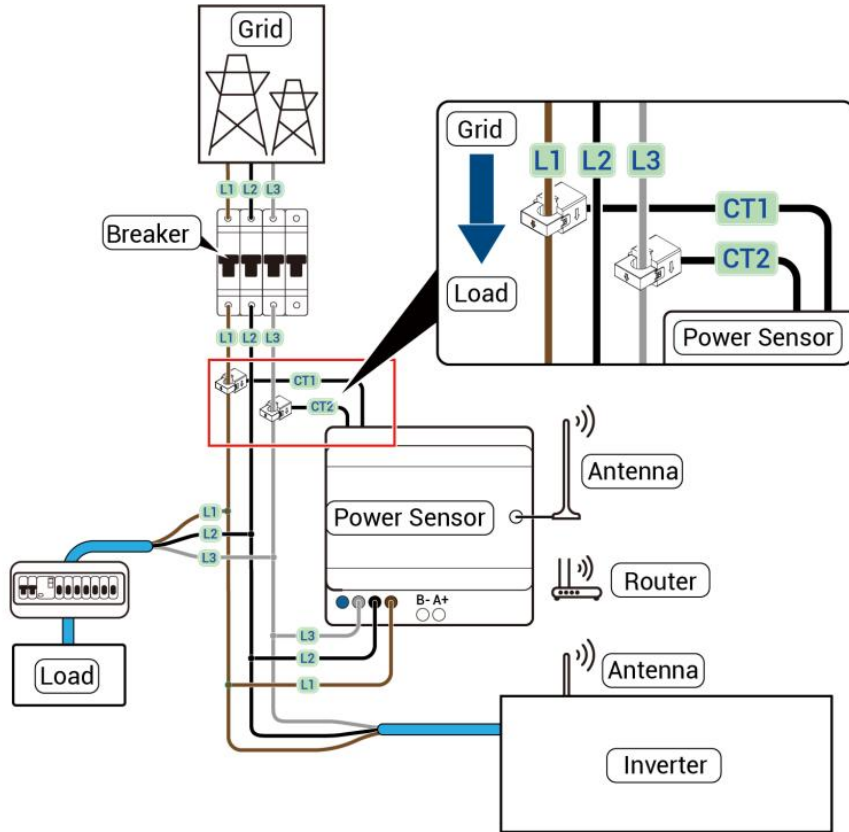 Grid
L1 L2 L3
Breaker
L1 L2 L3
CT1
CT2
Grid
L1 L2 L3
CT1
CT2
Load
Power Sensor
Antenna
Power Sensor
L1
L2
L3
B- A+
Router
L3
L2
L1
Load
Antenna
Inverter